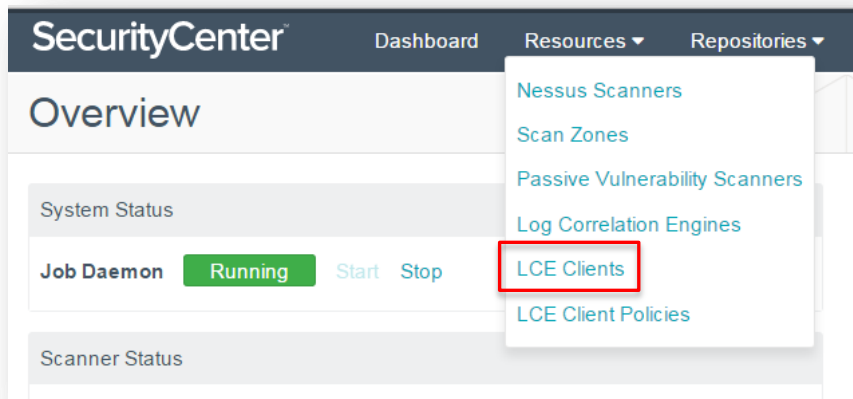 SecurityCenter™ Dashboard Resources Repositories
Overview
Nessus Scanners
Scan Zones
Passive Vulnerability Scanners
Log Correlation Engines
LCE Clients
LCE Client Policies
System Status
Job Daemon Running Start Stop
Scanner Status